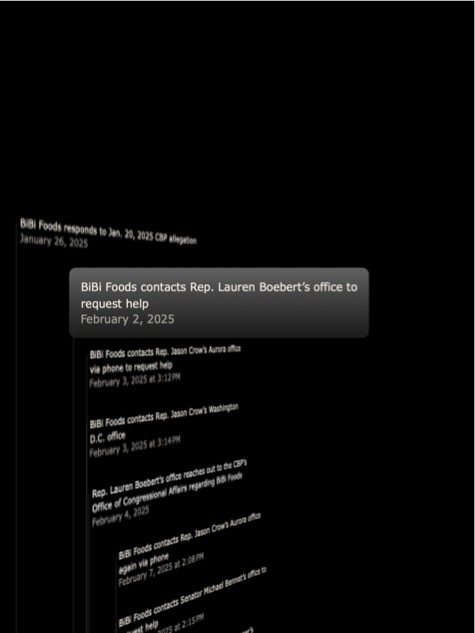 BiBi Foods responds to Jan. 20, 2025 CBP allegation
January 26, 2025
BiBi Foods contacts Rep. Lauren Boebert’s office to
request help
February 2, 2025
BiBi Foods contacts Rep. Jason Crow's Aurora office
via phone to request help
February 3, 2025 at 3:12PM
BiBi Foods contacts Rep. Jason Crow's Washington
D.C. office
February 3, 2025 at 3:14PM
Rep. Lauren Boebert's office reaches out to the CBP's
Office of Congressional Affairs regarding BiBi Foods
February 4, 2025
BiBi Foods contacts Rep. Jason Crow's Aurora office
again via phone
February 7, 2025 at 2:08PM
BiBi Foods contacts Senator Michael Bennet's office to
help
2025 at 2:15PM